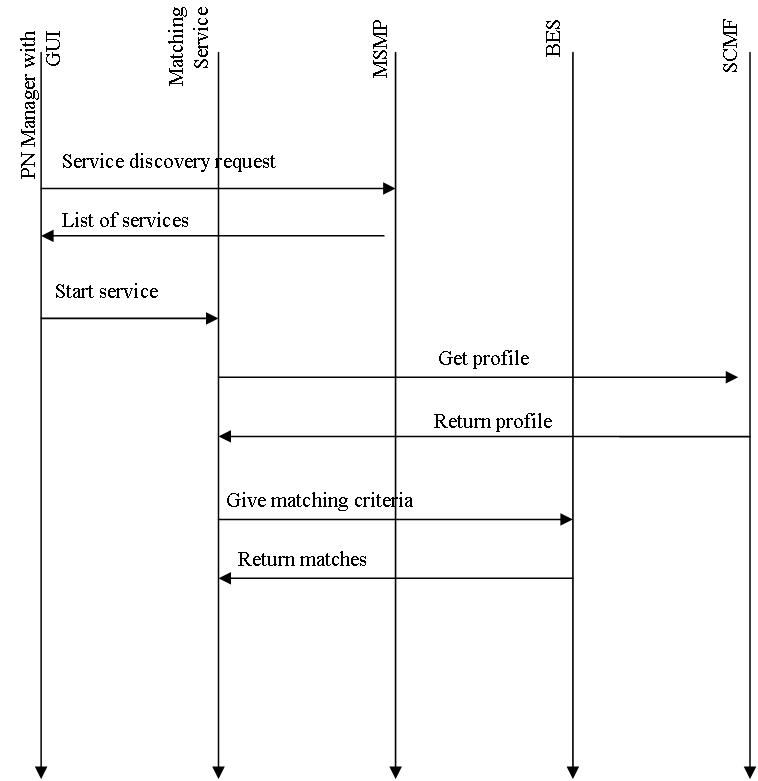 PN Manager with
GUI
Matching
Service
MSMP
BES
SCMF
Service discovery request
List of services
Start service
Get profile
Return profile
Give matching criteria
Return matches